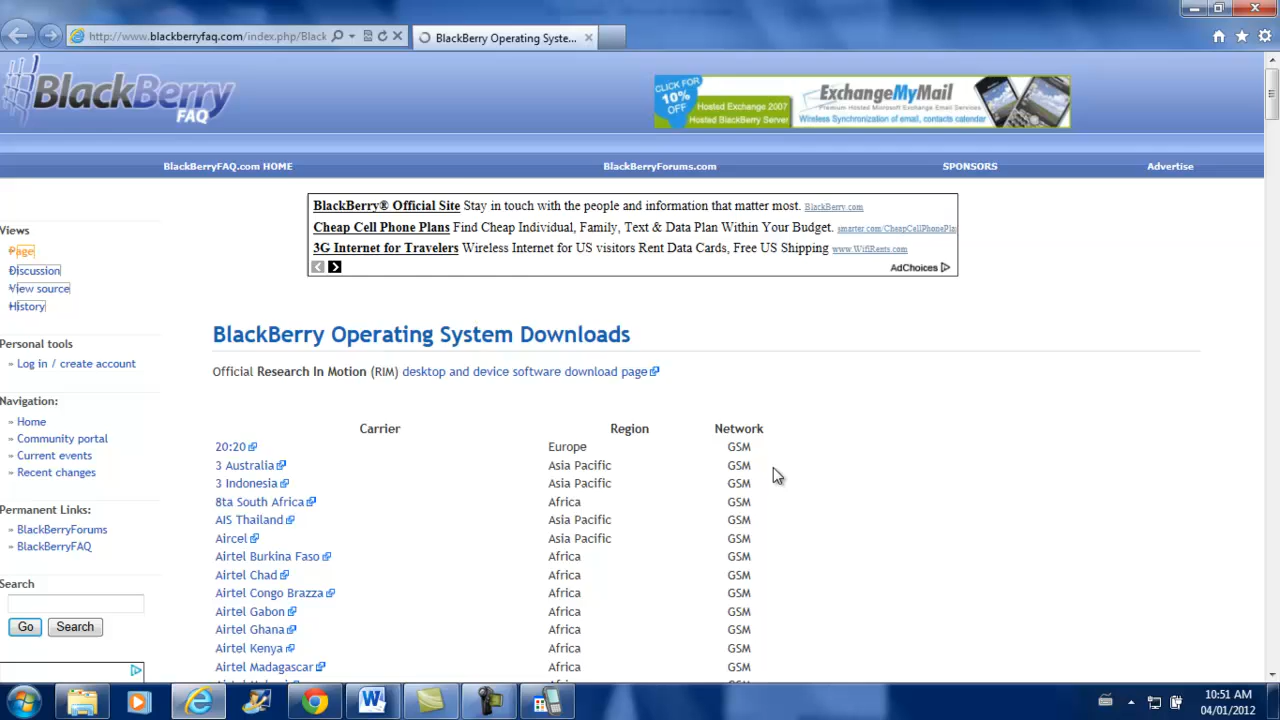 http://www.blackberryfaq.com/index.php/Black
BlackBerry Operating Syste...
BlackBerry
FAQ
CLICK FOR
10%
OFF
Hosted Exchange 2007
Hosted BlackBerry Server
ExchangeMyMail
Premium Hosted Microsoft Exchange Email Services
Wireless Synchronization of email, contacts calendar
BlackBerryFAQ.com HOME BlackBerryForums.com SPONSORS Advertise
BlackBerry® Official Site Stay in touch with the people and information that matter most. BlackBerry.com
Cheap Cell Phone Plans Find Cheap Individual, Family, Text & Data Plan Within Your Budget. smarter.com/CheapCellPhonePla
3G Internet for Travelers Wireless Internet for US visitors Rent Data Cards, Free US Shipping www.WifiRents.com
AdChoices
Views
Page
Discussion
View source
History
Personal tools
» Log in / create account
Navigation:
» Home
» Community portal
» Current events
» Recent changes
Permanent Links:
» BlackBerryForums
» BlackBerryFAQ
Search
Go Search
BlackBerry Operating System Downloads
Official Research In Motion (RIM) desktop and device software download page
Carrier Region Network
20:20 Europe GSM
3 Australia Asia Pacific GSM
3 Indonesia Asia Pacific GSM
8ta South Africa Africa GSM
AIS Thailand Asia Pacific GSM
Aircel Asia Pacific GSM
Airtel Burkina Faso Africa GSM
Airtel Chad Africa GSM
Airtel Congo Brazza Africa GSM
Airtel Gabon Africa GSM
Airtel Ghana Africa GSM
Airtel Kenya Africa GSM
Airtel Madagascar Africa GSM
10:51 AM
04/01/2012